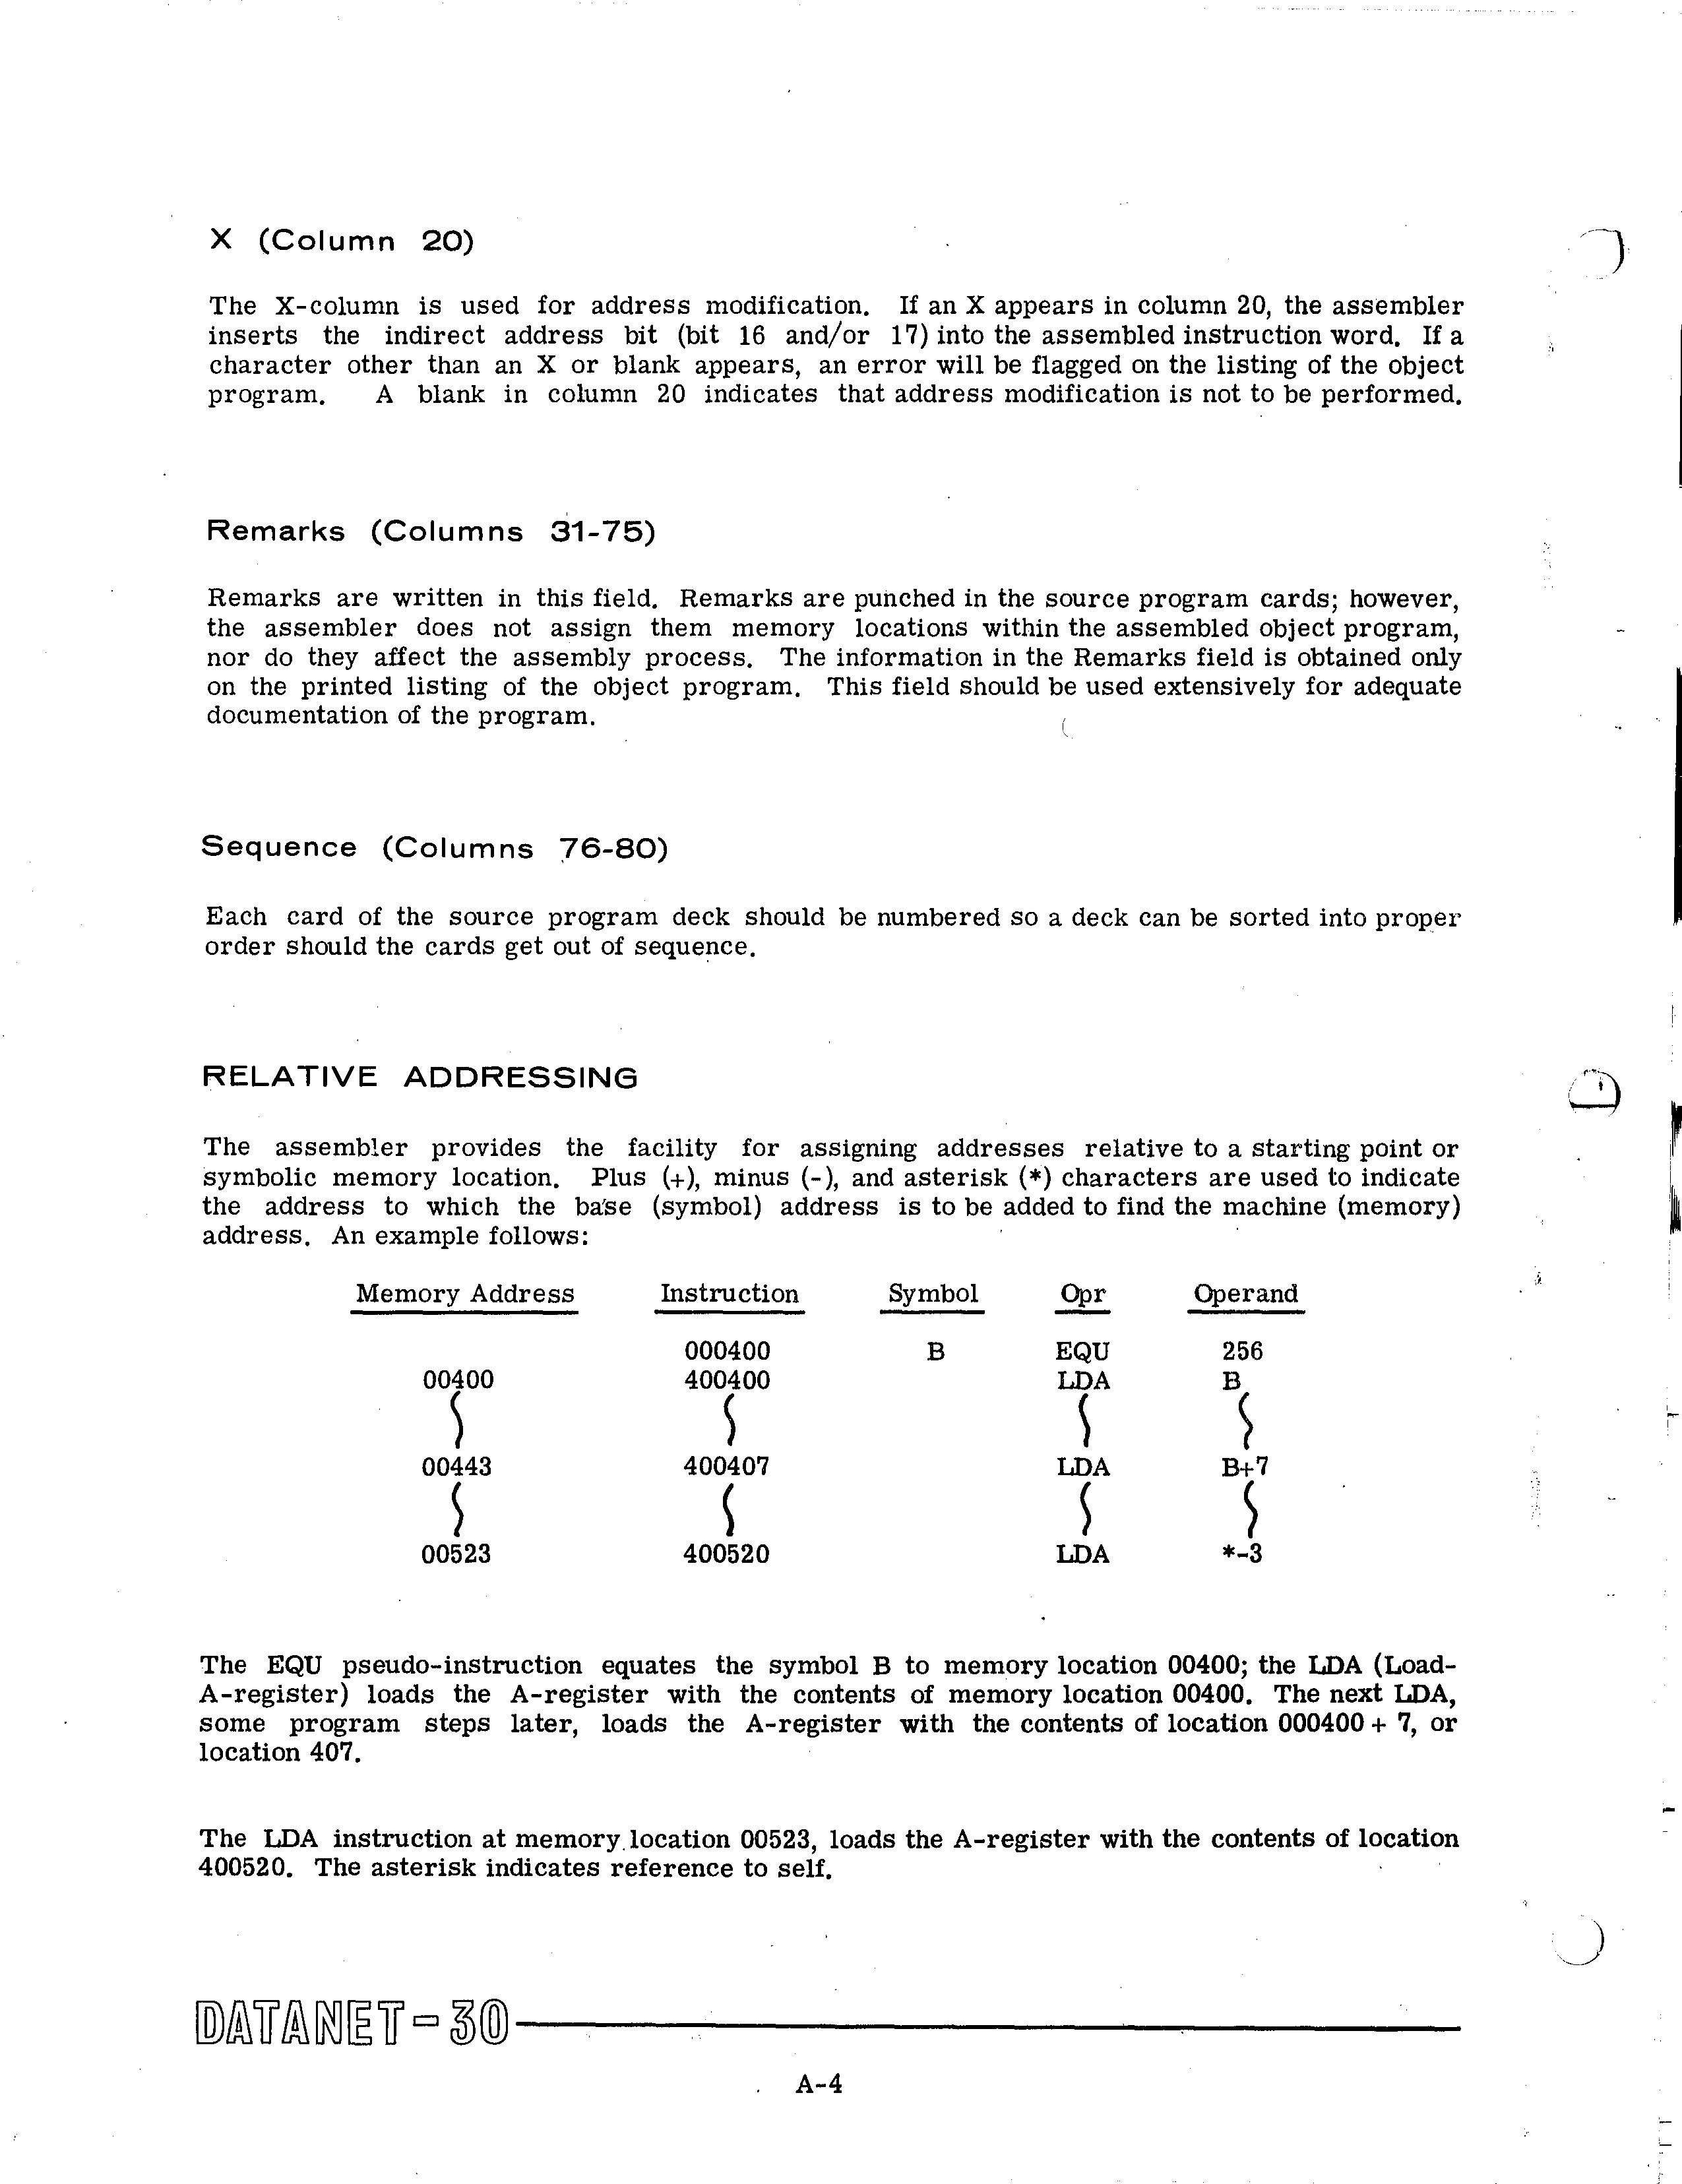 X (Column 20)
The X-column is used for address modification. If an X appears in column 20, the assembler
inserts the indirect address bit (bit 16 and/or 17) into the assembled instruction word. If a
character other than an X or blank appears, an error will be flagged on the listing of the object
program. A blank in column 20 indicates that address modification is not to be performed.
Remarks (Columns 31-75)
Remarks are written in this field. Remarks are punched in the source program cards; however,
the assembler does not assign them memory locations within the assembled object program,
nor do they affect the assembly process. The information in the Remarks field is obtained only
on the printed listing of the object program. This field should be used extensively for adequate
documentation of the program.
Sequence (Columns 76-80)
Each card of the source program deck should be numbered so a deck can be sorted into proper
order should the cards get out of sequence.
RELATIVE ADDRESSING
The assembler provides the facility for assigning addresses relative to a starting point or
symbolic memory location. Plus (+), minus (-), and asterisk (*) characters are used to indicate
the address to which the base (symbol) address is to be added to find the machine (memory)
address. An example follows:
Memory Address Instruction Symbol Opr Operand
000400 B EQU 256
00400 400400 LDA B
00443 400407 LDA B+7
00523 400520 LDA *-3
The EQU pseudo-instruction equates the symbol B to memory location 00400; the LDA (Load-
A-register) loads the A-register with the contents of memory location 00400. The next LDA,
some program steps later, loads the A-register with the contents of location 000400 + 7, or
location 407.
The LDA instruction at memory location 00523, loads the A-register with the contents of location
400520. The asterisk indicates reference to self.
DATANET-30
A-4